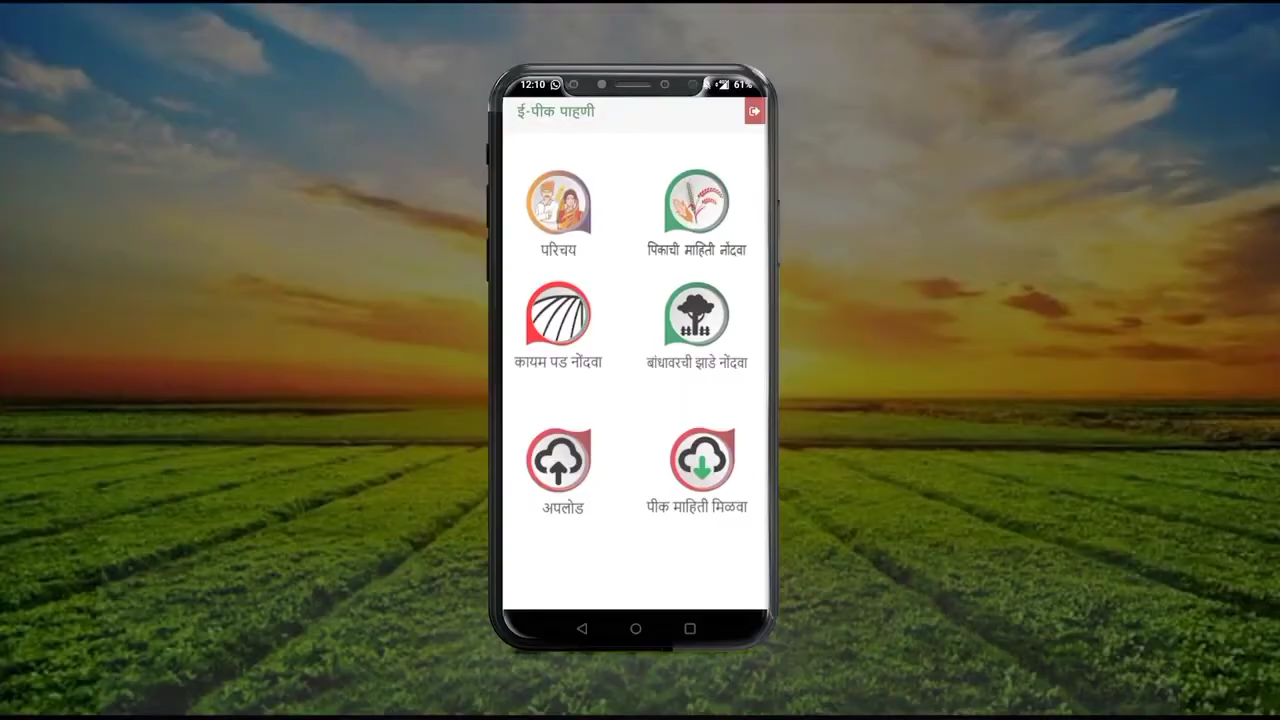 12:10 61%
ई-पीक पाहणी
परिचय पिकाची माहिती नोंदवा
कायम पड नोंदवा बांधावरची झाडे नोंदवा
अपलोड पीक माहिती मिळवा